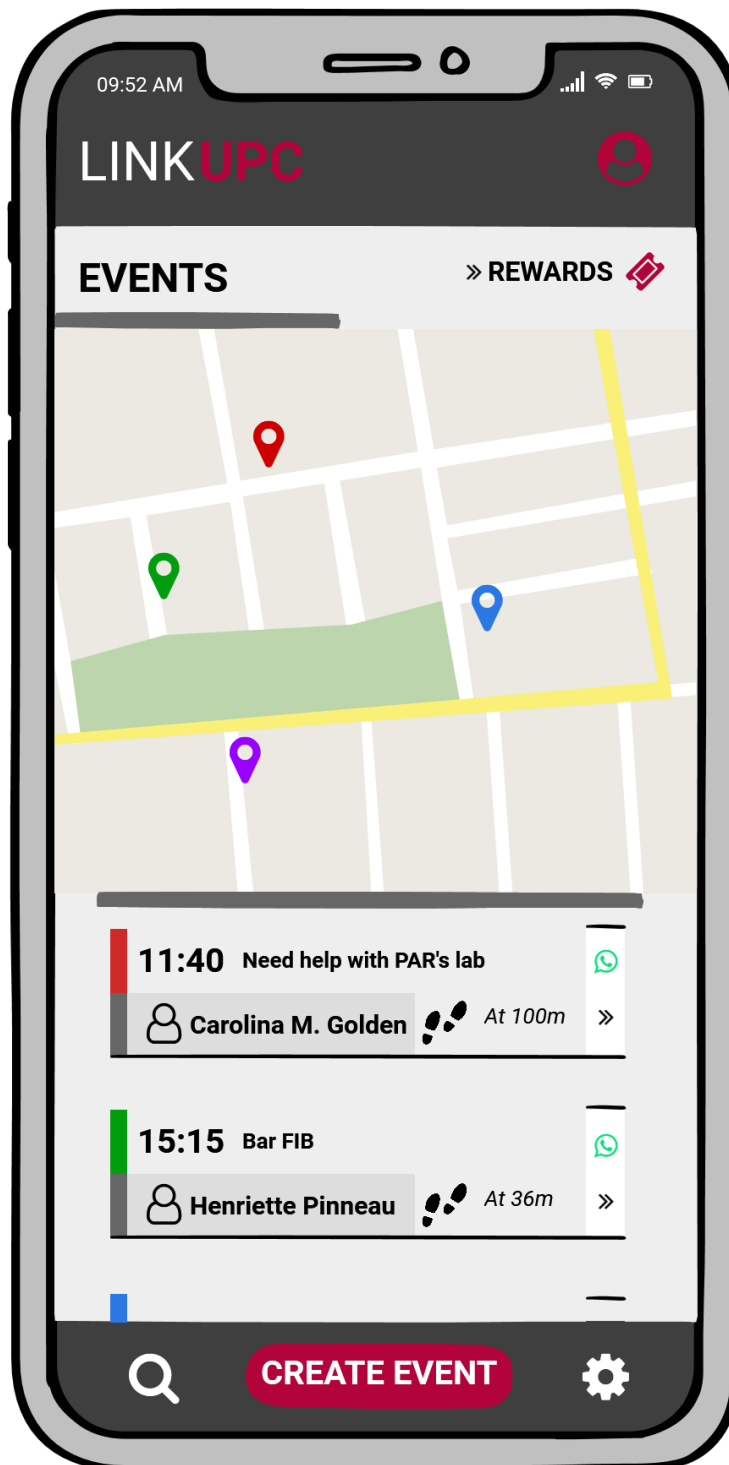 09:52 AM
LINKUPC
EVENTS
» REWARDS
11:40 Need help with PAR's lab
Carolina M. Golden At 100m »
15:15 Bar FIB
Henriette Pinneau At 36m »
CREATE EVENT